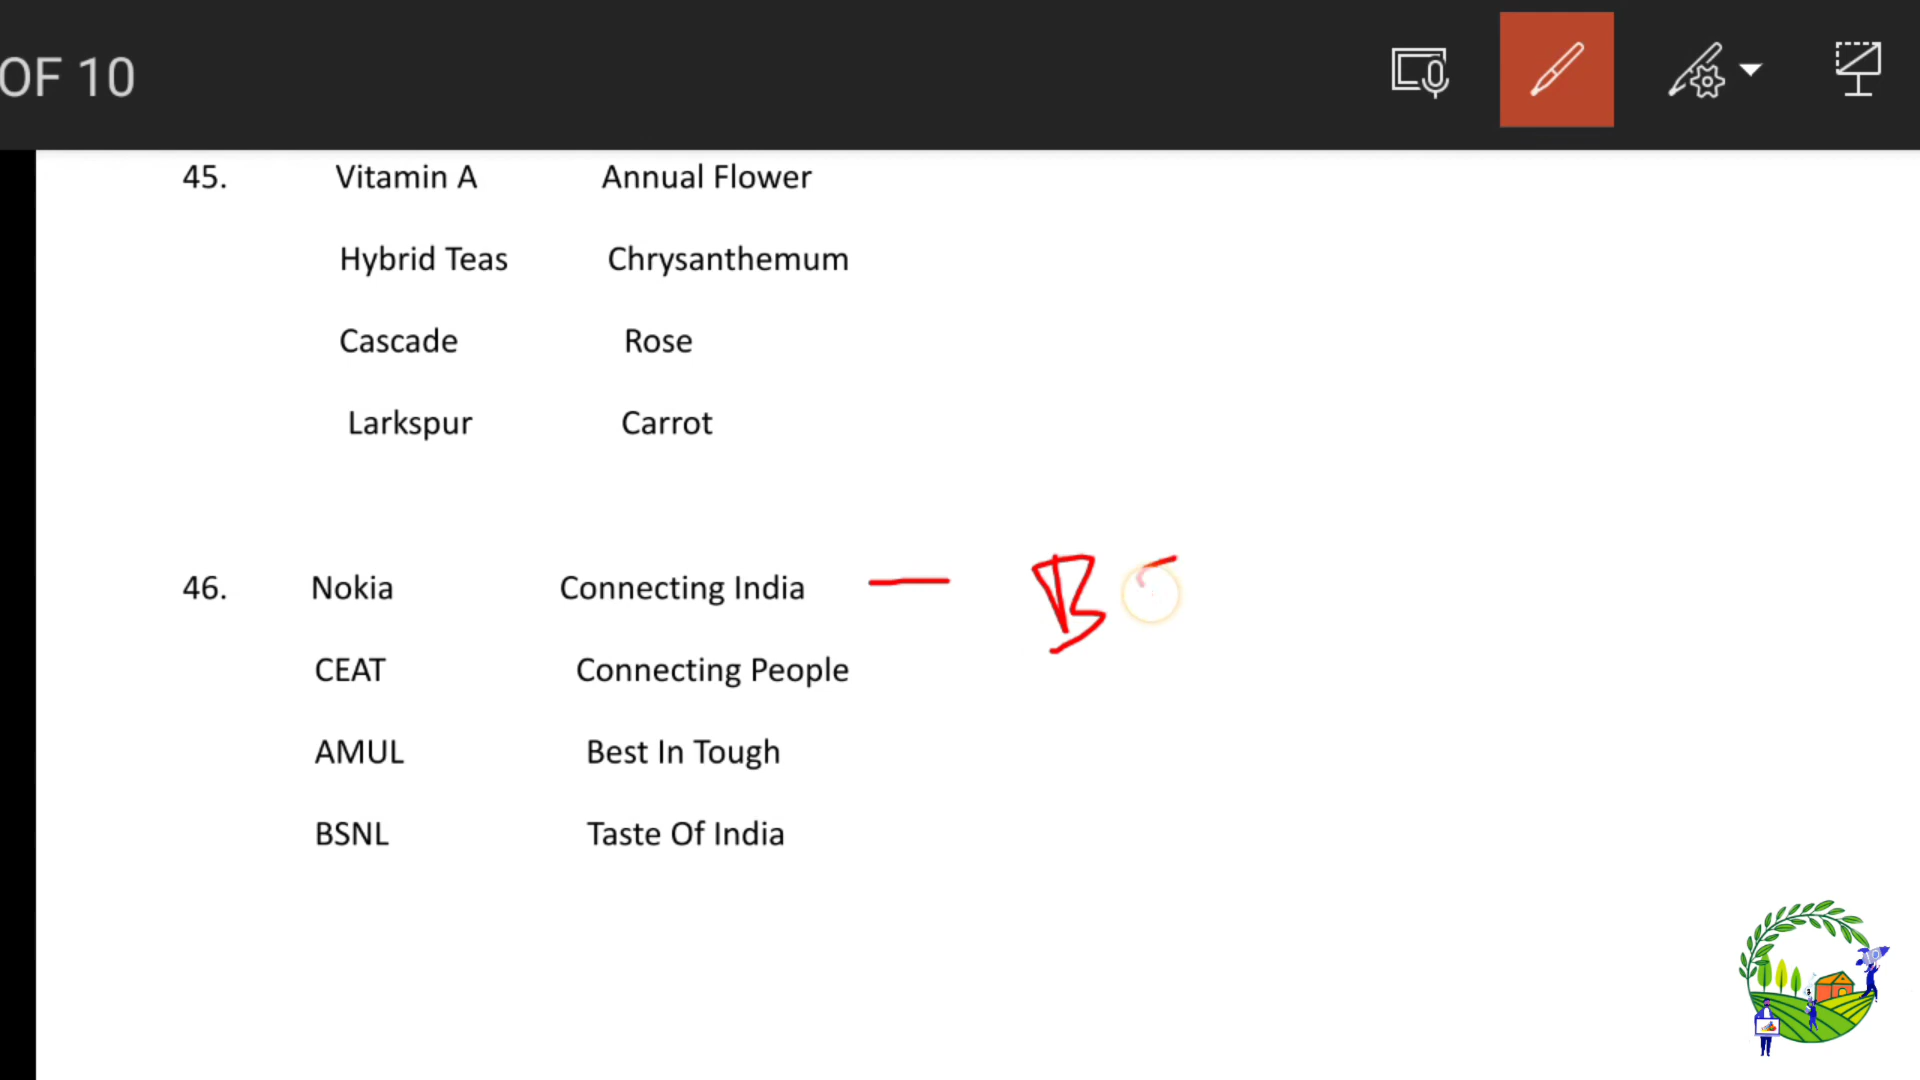 OF 10
45. Vitamin A Annual Flower
Hybrid Teas Chrysanthemum
Cascade Rose
Larkspur Carrot
46. Nokia Connecting India — B
CEAT Connecting People
AMUL Best In Tough
BSNL Taste Of India